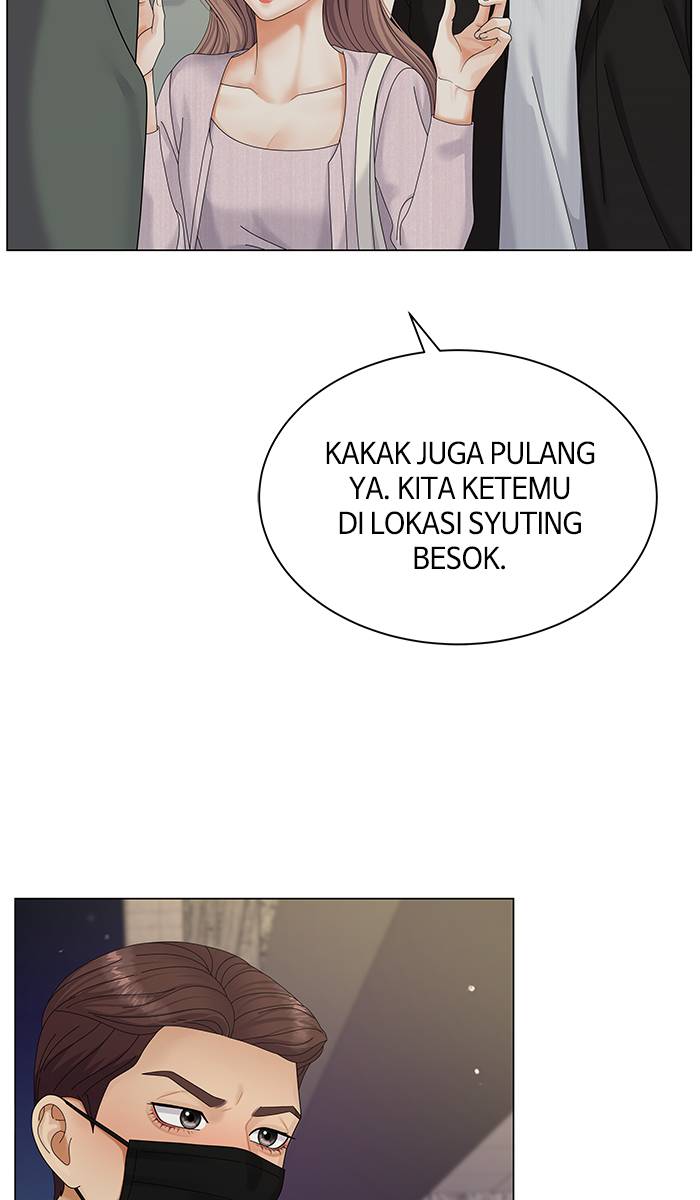 KAKAK JUGA PULANG
YA. KITA KETEMU
DI LOKASI SYUTING
BESOK.